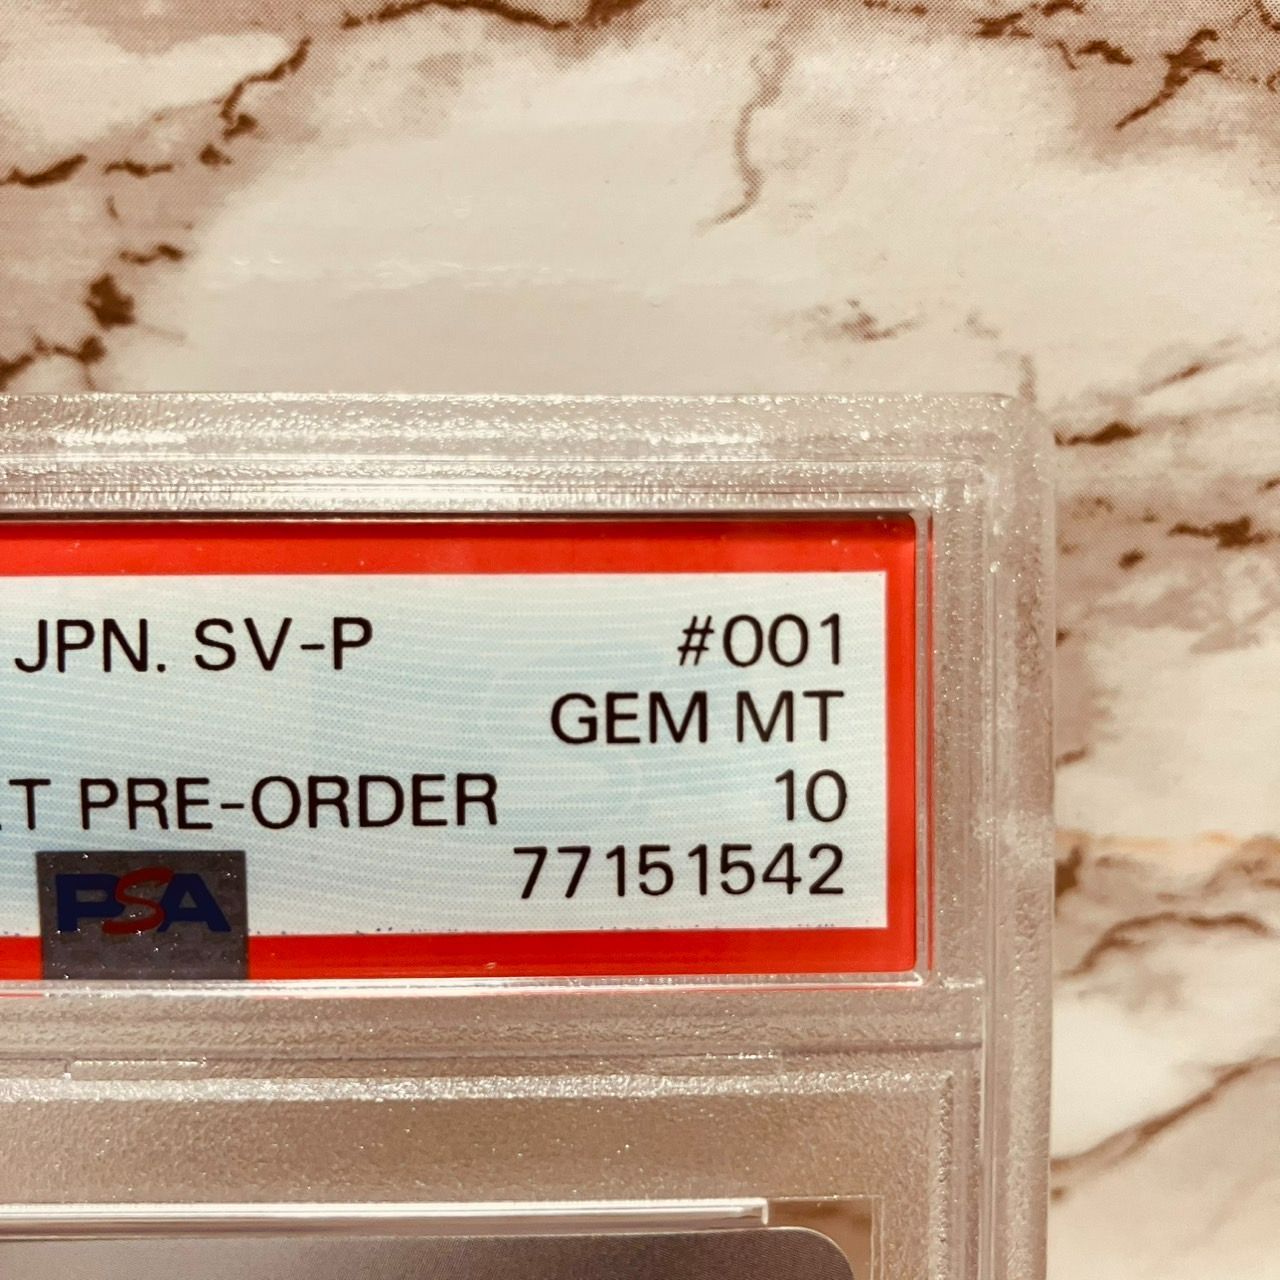 JPN. SV-P #001
GEM MT
T PRE-ORDER 10
77151542
PSA